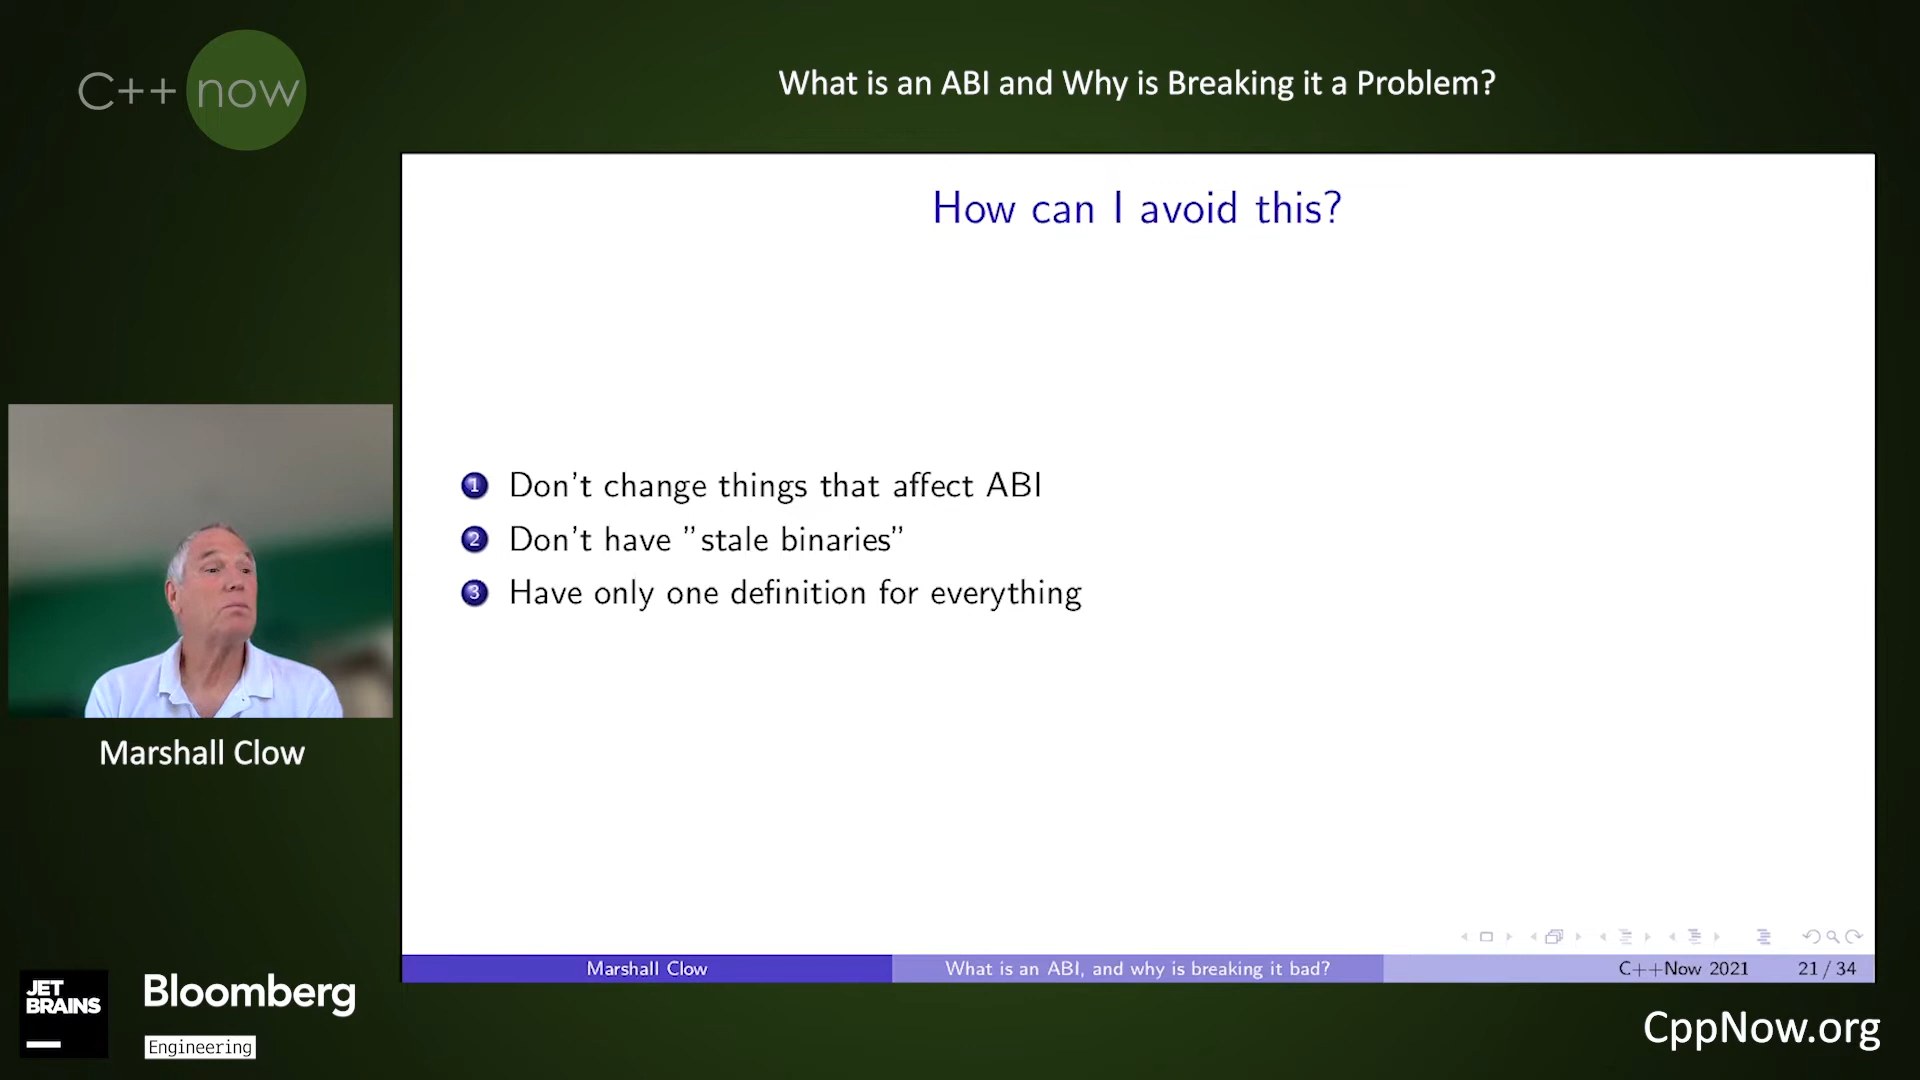 C++ now
What is an ABI and Why is Breaking it a Problem?
How can I avoid this?
1 Don't change things that affect ABI
2 Don't have ”stale binaries”
3 Have only one definition for everything
Marshall Clow
Marshall Clow
What is an ABI, and why is breaking it bad?
C++Now 2021
21 / 34
JET
BRAINS
Bloomberg
Engineering
CppNow.org